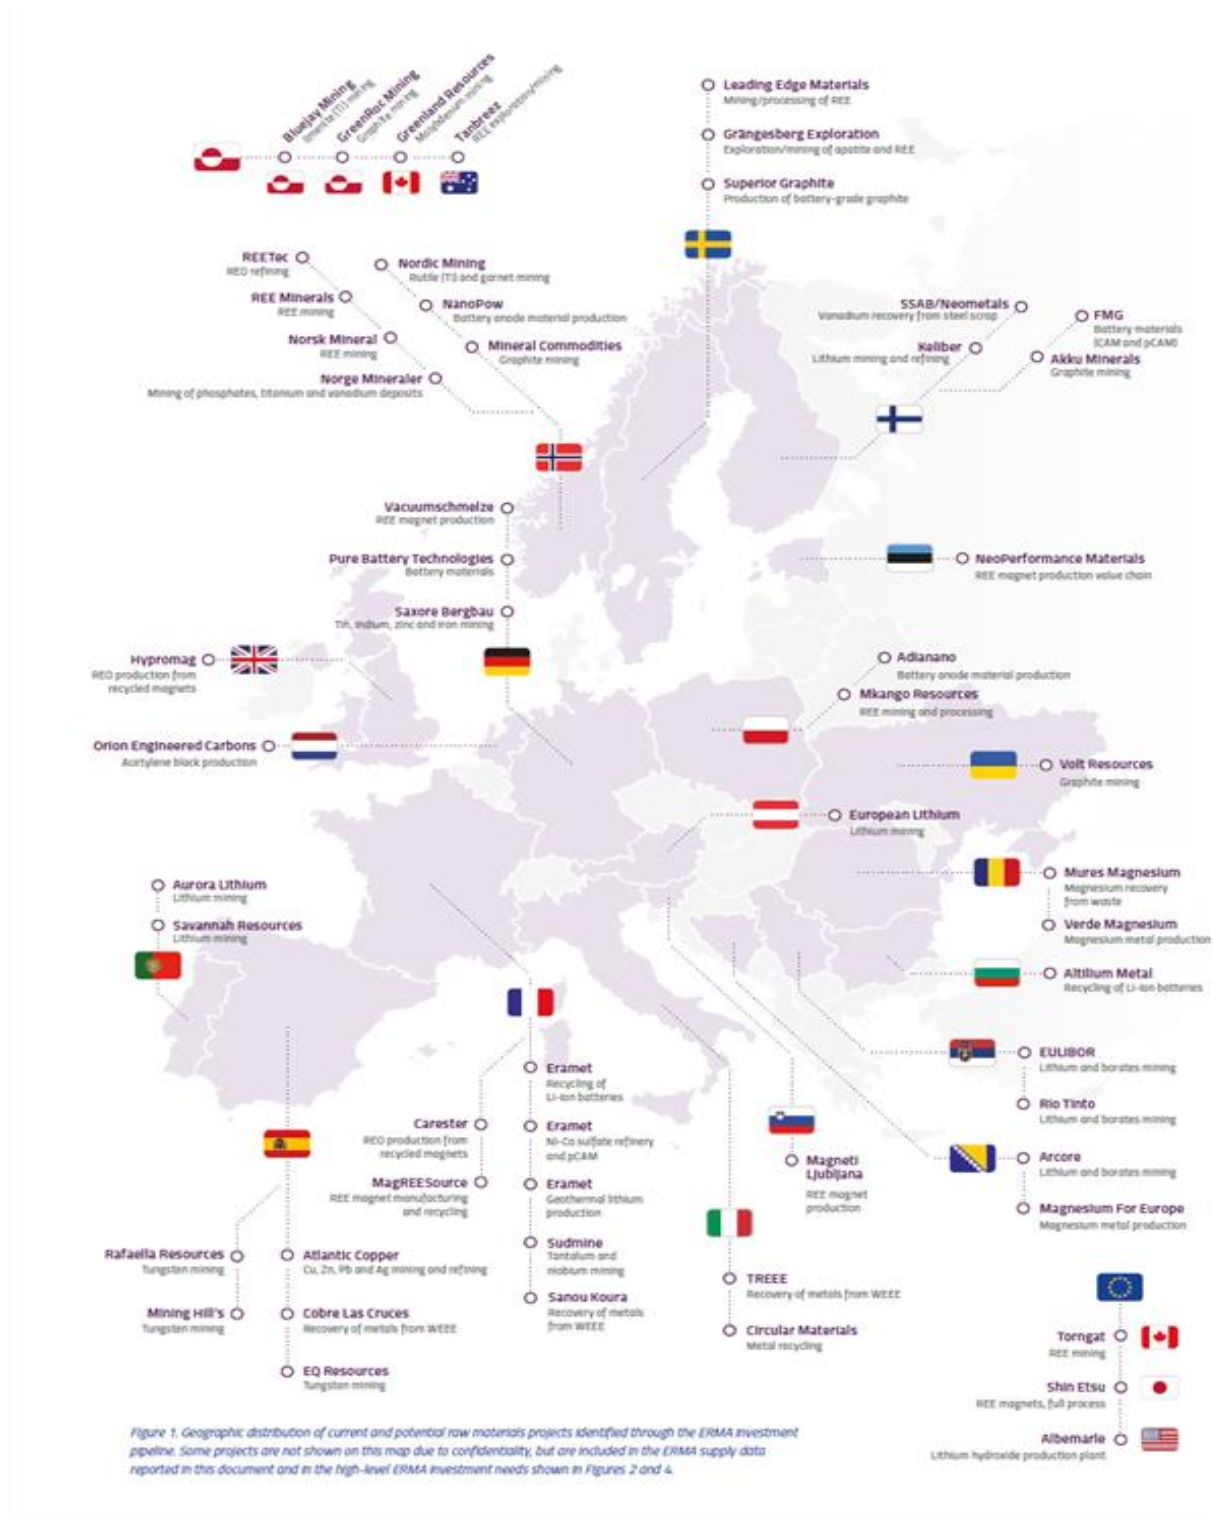 Bluejay Mining
Ilmenite (Ti) mining
GreenRoc Mining
Graphite mining
Greenland Resources
Molybdenum mining
Tanbreez
REE exploration/mining
Leading Edge Materials
Mining/processing of REE
Grängesberg Exploration
Exploration/mining of apatite and REE
Superior Graphite
Production of battery-grade graphite
REETec
REO refining
REE Minerals
REE mining
Norsk Mineral
REE mining
Norge Mineraler
Mining of phosphates, titanium and vanadium deposits
Nordic Mining
Rutile (Ti) and garnet mining
NanoPow
Battery anode material production
Mineral Commodities
Graphite mining
SSAB/Neometals
Vanadium recovery from steel scrap
Keliber
Lithium mining and refining
FMG
Battery materials
(CAM and pCAM)
Akku Minerals
Graphite mining
Vacuumschmelze
REE magnet production
Pure Battery Technologies
Battery materials
Saxore Bergbau
Tin, indium, zinc and iron mining
NeoPerformance Materials
REE magnet production value chain
Hypromag
REO production from
recycled magnets
Adianano
Battery anode material production
Mkango Resources
REE mining and processing
Orion Engineered Carbons
Acetylene black production
Volt Resources
Graphite mining
European Lithium
Lithium mining
Mures Magnesium
Magnesium recovery
from waste
Verde Magnesium
Magnesium metal production
Aurora Lithium
Lithium mining
Savannah Resources
Lithium mining
Altilium Metal
Recycling of Li-ion batteries
EULIBOR
Lithium and borates mining
Rio Tinto
Lithium and borates mining
Eramet
Recycling of
Li-ion batteries
Carester
REO production from
recycled magnets
Eramet
Ni-Co sulfate refinery
and pCAM
MagREESource
REE magnet manufacturing
and recycling
Eramet
Geothermal lithium
production
Sudmine
Tantalum and
niobium mining
Sanou Koura
Recovery of metals
from WEEE
Magneti
Ljubljana
REE magnet
production
Arcore
Lithium and borates mining
Magnesium For Europe
Magnesium metal production
Rafaella Resources
Tungsten mining
Mining Hill's
Tungsten mining
Atlantic Copper
Cu, Zn, Pb and Ag mining and refining
Cobre Las Cruces
Recovery of metals from WEEE
EQ Resources
Tungsten mining
TREEE
Recovery of metals from WEEE
Circular Materials
Metal recycling
Torngat
REE mining
Shin Etsu
REE magnets, full process
Albemarle
Lithium hydroxide production plant
Figure 1. Geographic distribution of current and potential raw materials projects identified through the ERMA investment
pipeline. Some projects are not shown on this map due to confidentiality, but are included in the ERMA supply data
reported in this document and in the high-level ERMA investment needs shown in Figures 2 and 4.